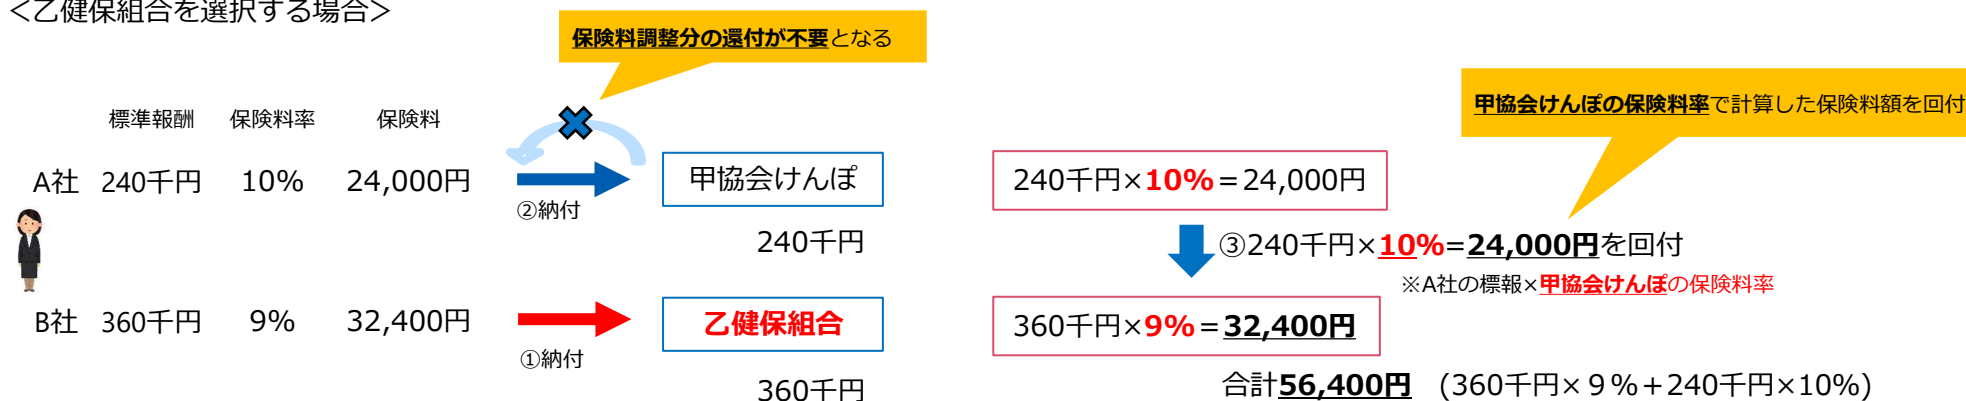 ＜乙健保組合を選択する場合＞
保険料調整分の還付が不要となる
甲協会けんぽの保険料率で計算した保険料額を回付
標準報酬 保険料率 保険料
A社 240千円 10% 24,000円 甲協会けんぽ 240千円×10%＝24,000円
②納付
240千円 ③240千円×10%=24,000円を回付
※A社の標報×甲協会けんぽの保険料率
B社 360千円 9% 32,400円 乙健保組合 360千円×9%＝32,400円
①納付
360千円 合計56,400円 (360千円×９%＋240千円×10%)